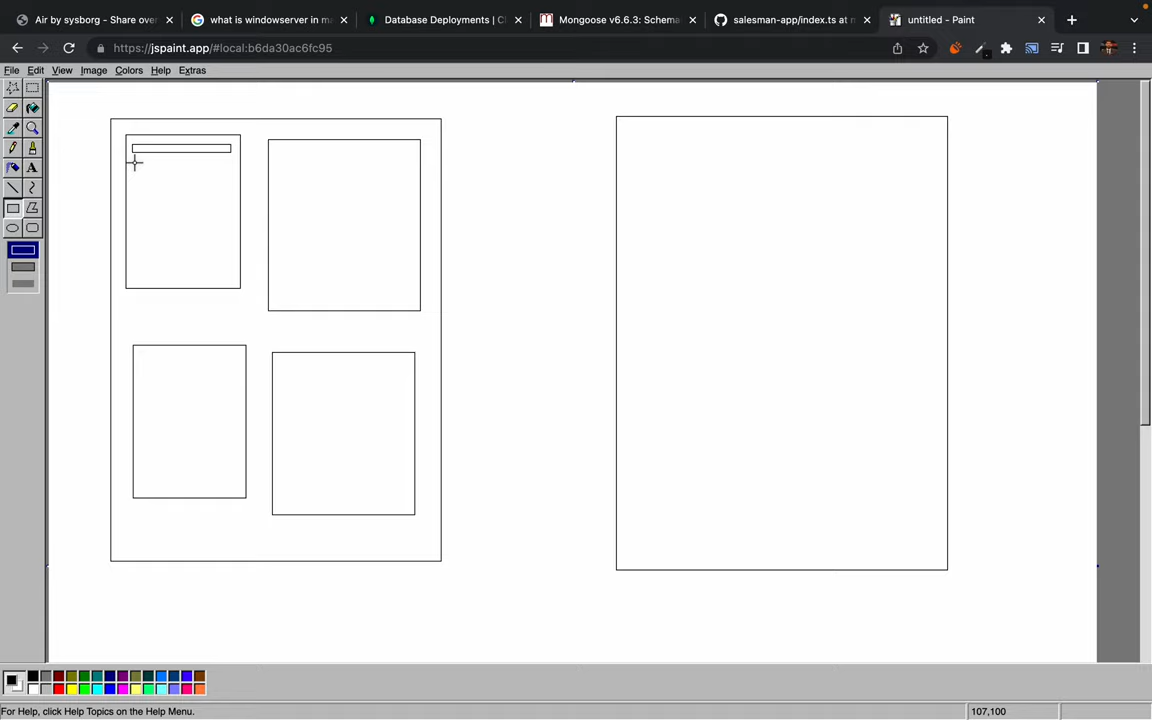 Air by sysborg - Share over
what is windowserver in ma
Database Deployments | Cl
Mongoose v6.6.3: Schema
salesman-app/index.ts at m
untitled - Paint
https://jspaint.app/#local:b6da30ac6fc95
File Edit View Image Colors Help Extras
For Help, click Help Topics on the Help Menu.
107,100